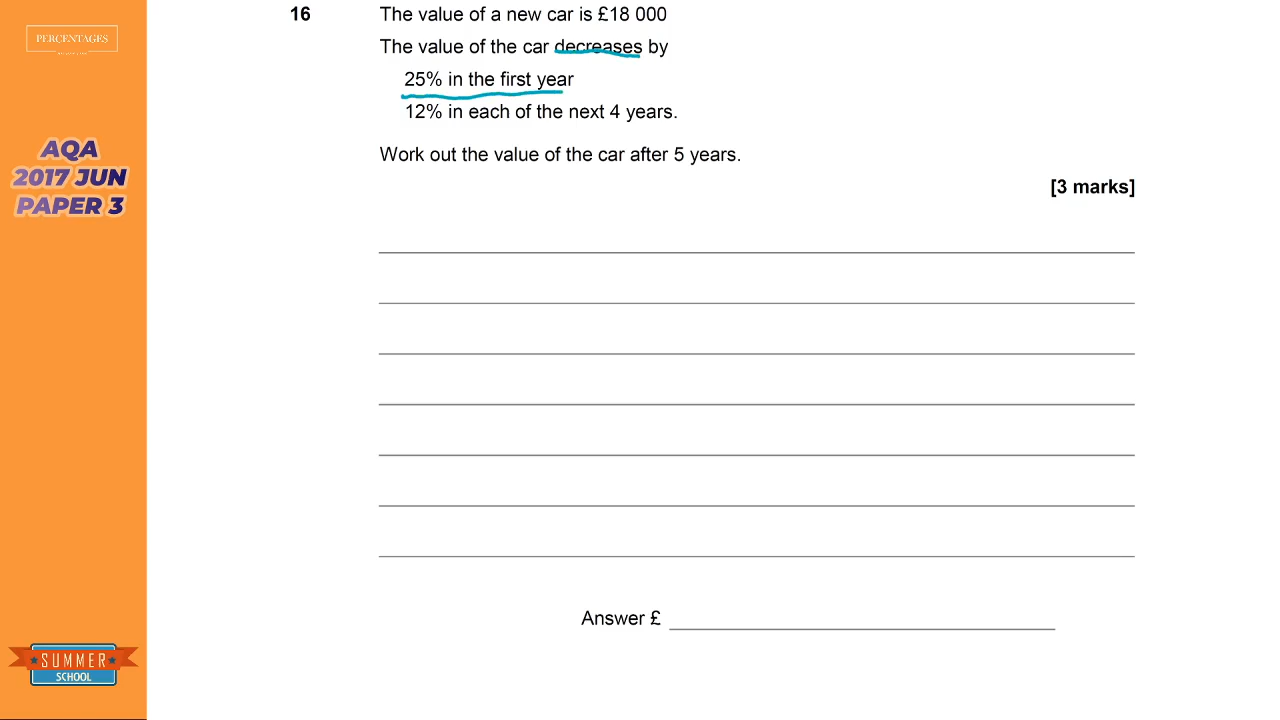 PERCENTAGES
AQA
2017 JUN
PAPER 3
SUMMER
SCHOOL
16 The value of a new car is £18 000
The value of the car decreases by
25% in the first year
12% in each of the next 4 years.
Work out the value of the car after 5 years.
[3 marks]
Answer £